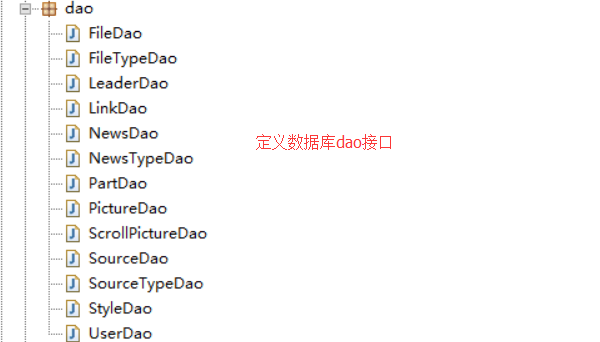 dao
FileDao
FileTypeDao
LeaderDao
LinkDao
NewsDao
定义数据库dao接口
NewsTypeDao
PartDao
PictureDao
ScrollPictureDao
SourceDao
SourceTypeDao
StyleDao
UserDao